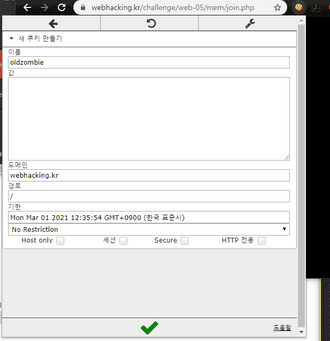 webhacking.kr/challenge/web-05/mem/join.php
새 쿠키 만들기
이름
oldzombie
값
도메인
webhacking.kr
경로
/
기한
Mon Mar 01 2021 12:35:54 GMT+0900 (한국 표준시)
No Restriction
Host only 세션 Secure HTTP 전용
도움말